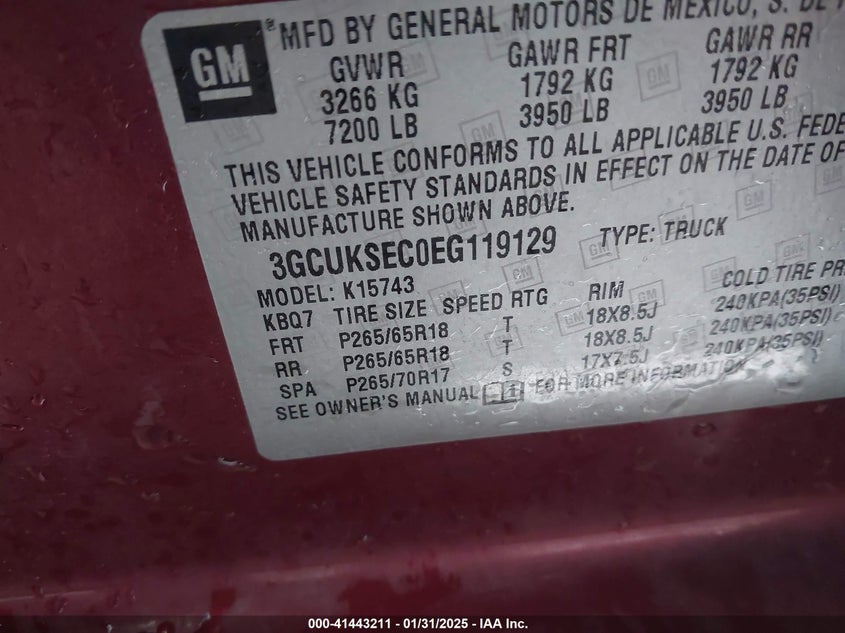 GM
® MFD BY GENERAL MOTORS DE MEXICO, S. DE
GVWR GAWR FRT GAWR RR
3266 KG 1792 KG 1792 KG
7200 LB 3950 LB 3950 LB
THIS VEHICLE CONFORMS TO ALL APPLICABLE U.S. FEDE
VEHICLE SAFETY STANDARDS IN EFFECT ON THE DATE OF
MANUFACTURE SHOWN ABOVE.
3GCUKSEC0EG119129 TYPE: TRUCK
MODEL: K15743
KBQ7 TIRE SIZE SPEED RTG RIM COLD TIRE PR
FRT P265/65R18 T 18X8.5J 240KPA(35PSI)
RR P265/65R18 T 18X8.5J 240KPA(35PSI)
SPA P265/70R17 S 17X7.5J 240KPA(35PSI)
SEE OWNER'S MANUAL FOR MORE INFORMATION
000-41443211 - 01/31/2025 - IAA Inc.